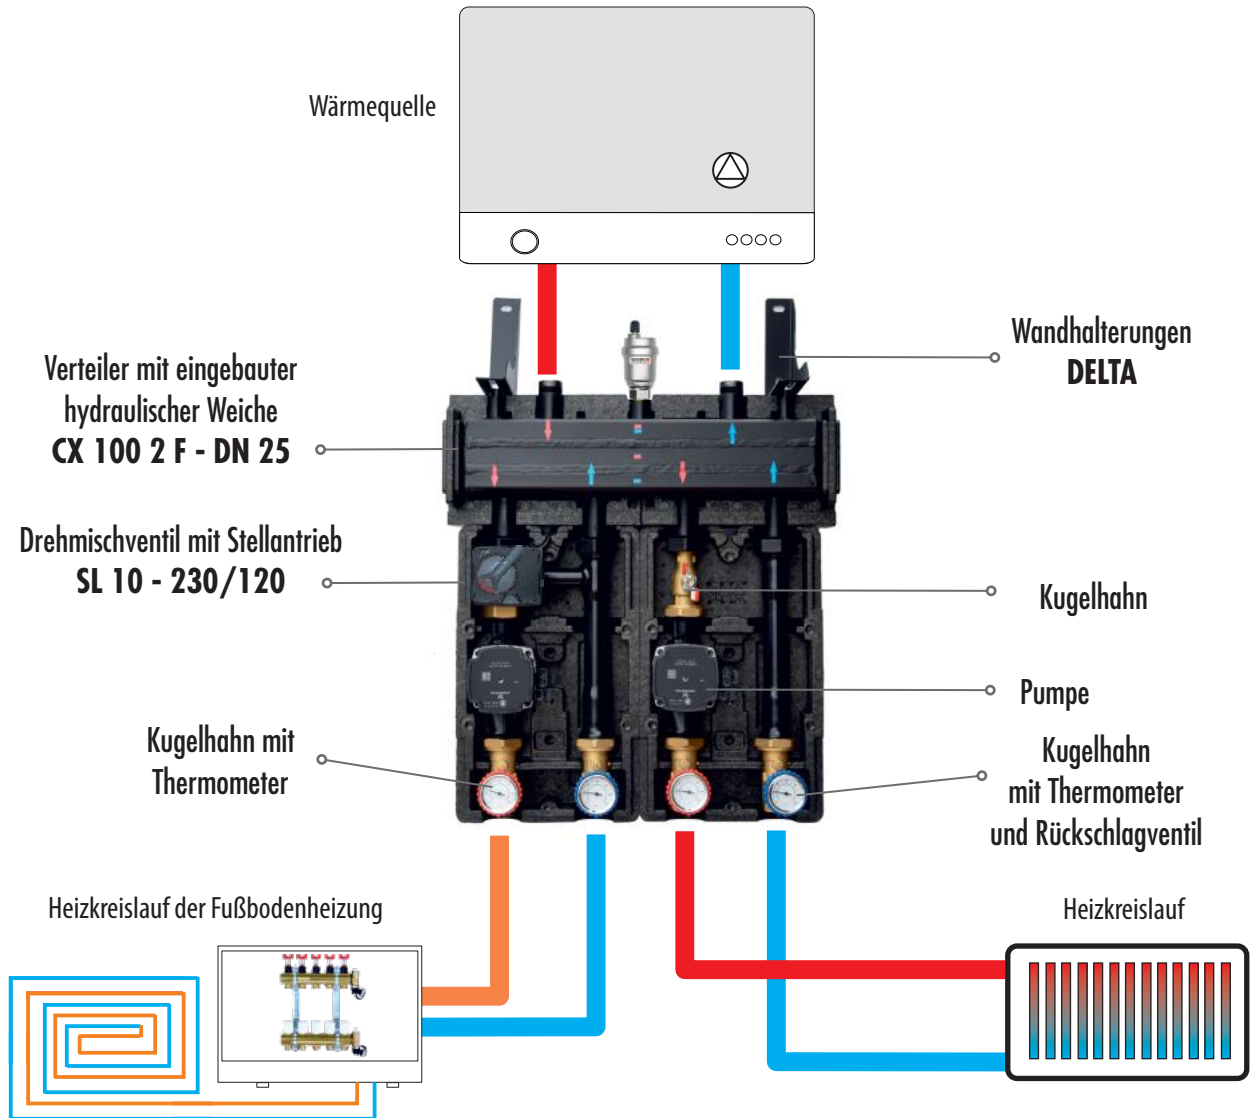 Wärmequelle
Wandhalterungen
DELTA
Verteiler mit eingebauter
hydraulischer Weiche
CX 100 2 F - DN 25
Drehmischventil mit Stellantrieb
SL 10 - 230/120
Kugelhahn
Pumpe
Kugelhahn mit
Thermometer
Kugelhahn
mit Thermometer
und Rückschlagventil
Heizkreislauf der Fußbodenheizung
Heizkreislauf